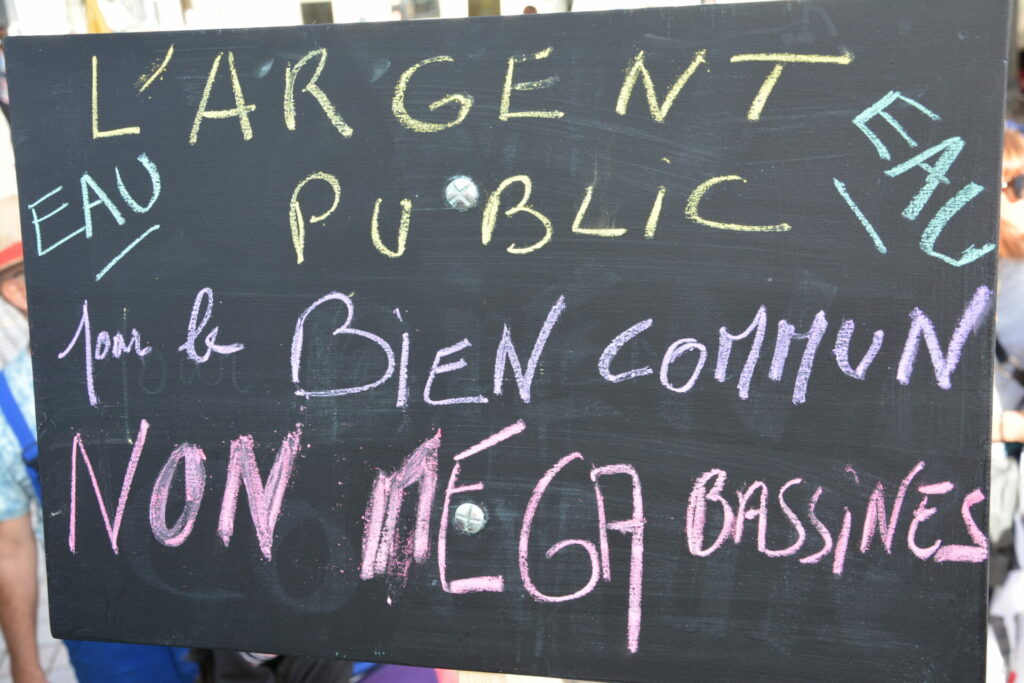 L'ARGENT
EAU PUBLIC EAU
pour le BIEN COMMUN
NON MÉGA BASSINES